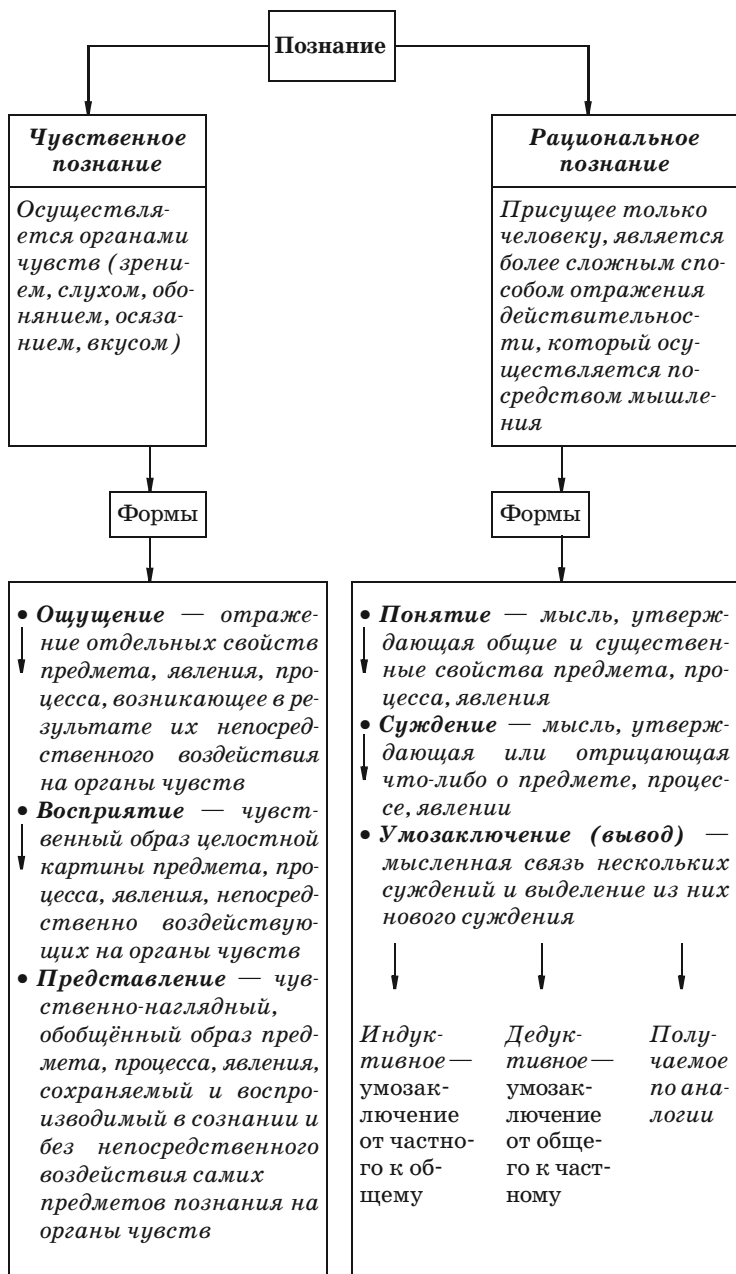 Познание
Чувственное
познание
Осуществля-
ется органами
чувств (зрени-
ем, слухом, обо-
нянием, осяза-
нием, вкусом)
Формы
• Ощущение — отраже-
ние отдельных свойств
предмета, явления, про-
цесса, возникающее в ре-
зультате их непосред-
ственного воздействия
на органы чувств
• Восприятие — чувст-
венный образ целостной
картины предмета, про-
цесса, явления, непосред-
ственно воздействую-
щих на органы чувств
• Представление — чув-
ственно-наглядный,
обобщённый образ пред-
мета, процесса, явления,
сохраняемый и воспро-
изводимый в сознании и
без непосредственного
воздействия самих
предметов познания на
органы чувств
Рациональное
познание
Присущее только
человеку, является
более сложным спо-
собом отражения
действительнос-
ти, который осу-
ществляется по-
средством мышле-
ния
Формы
• Понятие — мысль, утверж-
дающая общие и существен-
ные свойства предмета, про-
цесса, явления
• Суждение — мысль, утверж-
дающая или отрицающая
что-либо о предмете, процес-
се, явлении
• Умозаключение (вывод) —
мысленная связь нескольких
суждений и выделение из них
нового суждения
Индук-
тивное —
умозак-
лючение
от частно-
го к об-
щему
Дедук-
тивное —
умозак-
лючение
от обще-
го к част-
ному
Полу-
чаемое
по ана-
логии